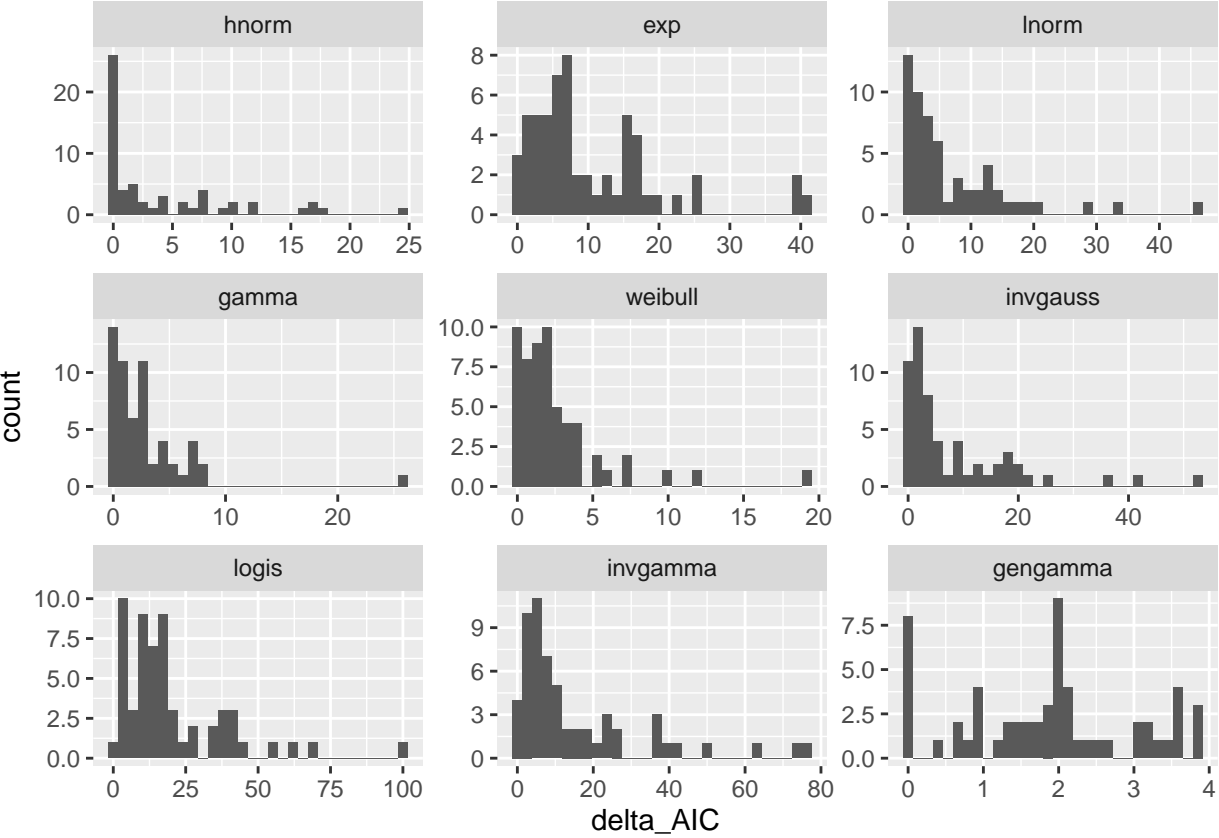 hnorm exp lnorm
20
10
0
0 5 10 15 20 25
8
6
4
2
0
0 10 20 30 40
10
5
0
0 10 20 30 40
gamma weibull invgauss
10
5
0
0 10 20
10.0
7.5
5.0
2.5
0.0
0 5 10 15 20
10
5
0
0 20 40
count
logis invgamma gengamma
10.0
7.5
5.0
2.5
0.0
0 25 50 75 100
9
6
3
0
0 20 40 60 80
7.5
5.0
2.5
0.0
0 1 2 3 4
delta_AIC